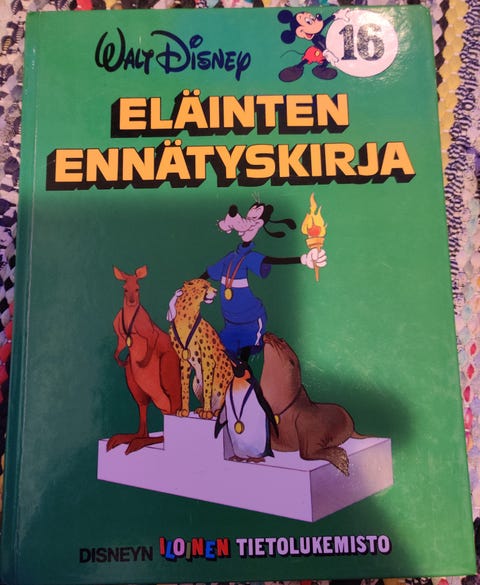 WALT DISNEY
16
ELÄINTEN
ENNÄTYSKIRJA
DISNEYN ILOINEN TIETOLUKEMISTO